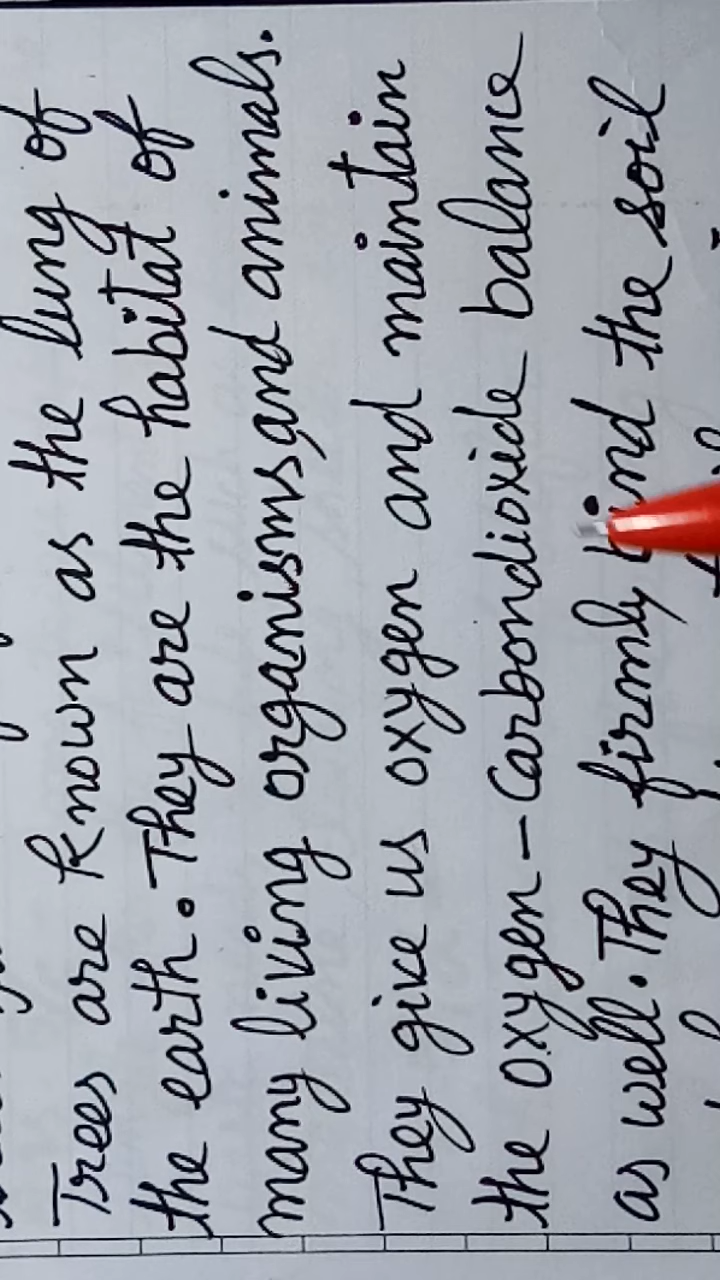 Trees are known as the lung of
the earth. They are the habitat of
many living organisms, and animals.
They give us oxygen and maintain
the oxygen - Carbondioxide balance
as well. They firmly bind the soil